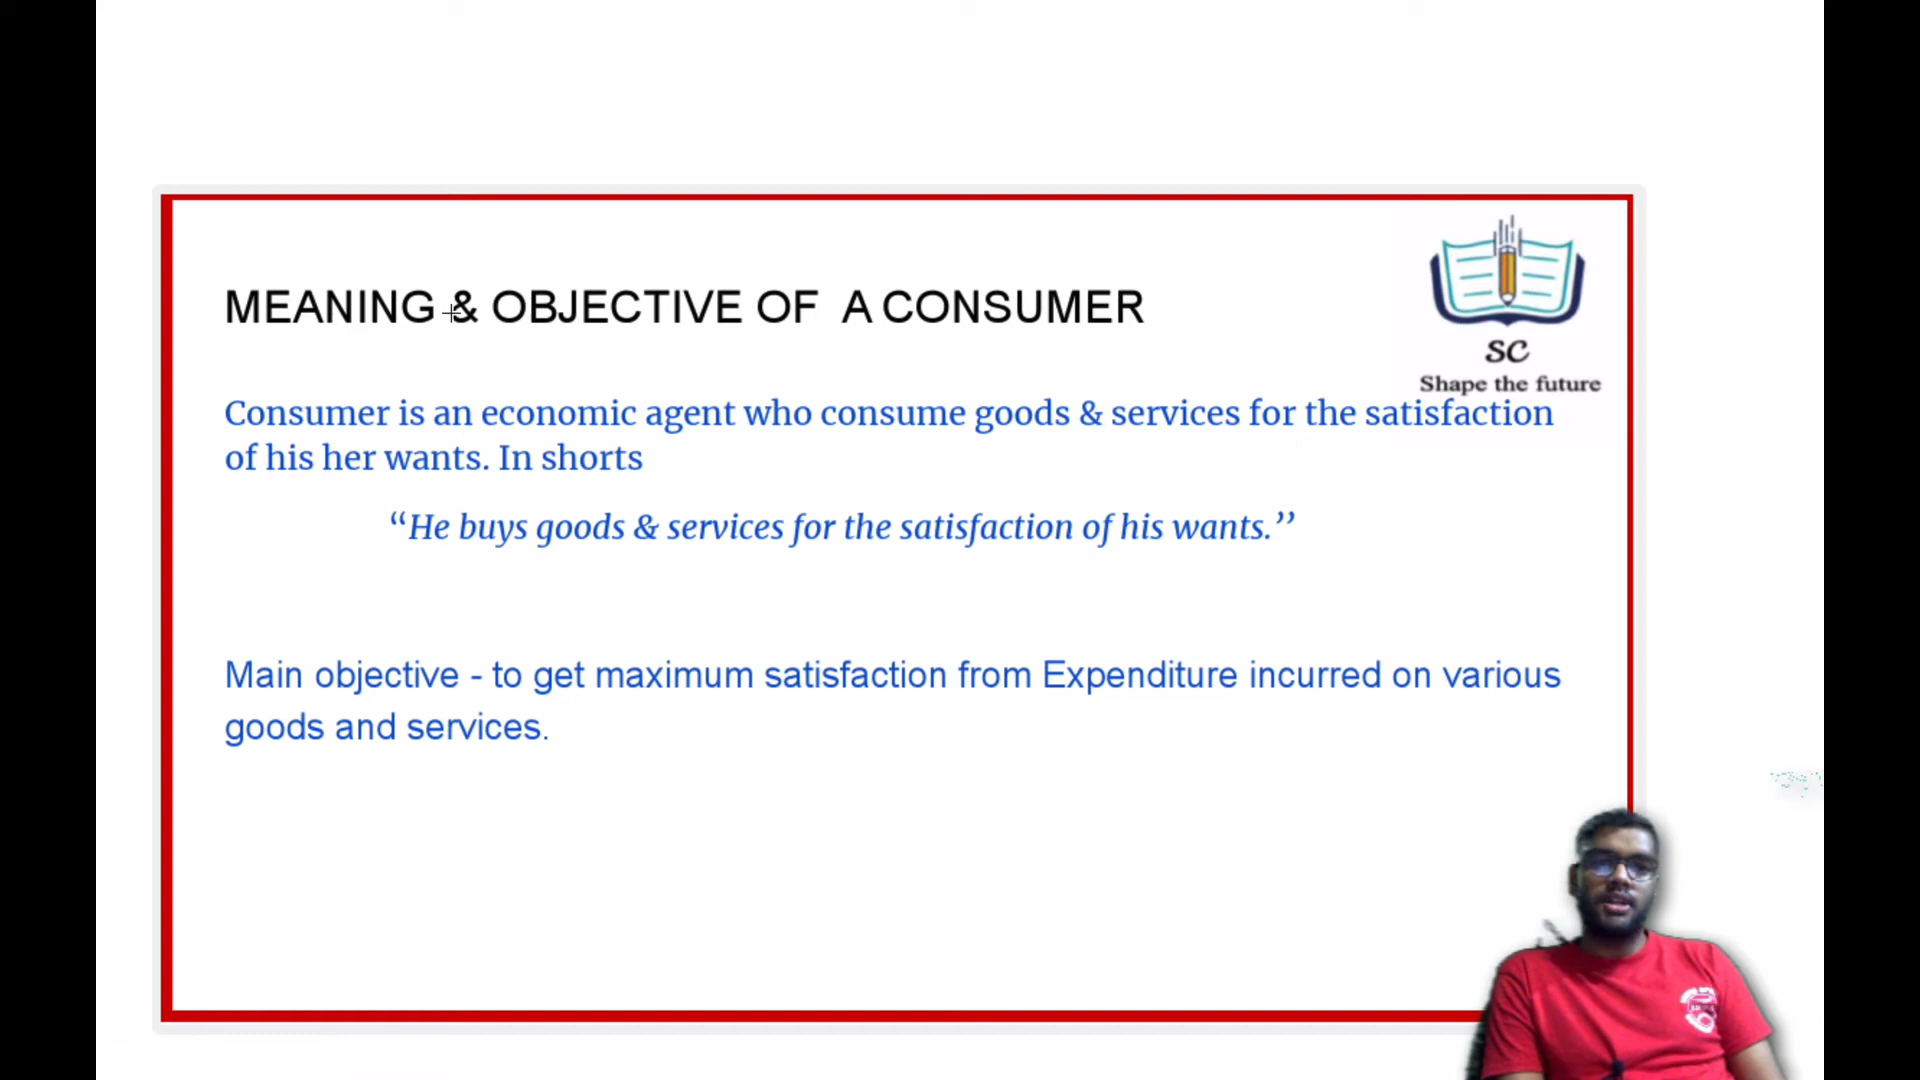 MEANING & OBJECTIVE OF A CONSUMER
SC
Shape the future
Consumer is an economic agent who consume goods & services for the satisfaction
of his her wants. In shorts
“He buys goods & services for the satisfaction of his wants.’’
Main objective - to get maximum satisfaction from Expenditure incurred on various
goods and services.